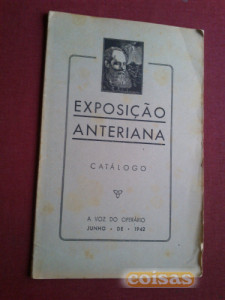 EXPOSIÇÃO
ANTERIANA
CATÁLOGO
A VOZ DO OPERÁRIO
JUNHO • DE • 1942
coisas